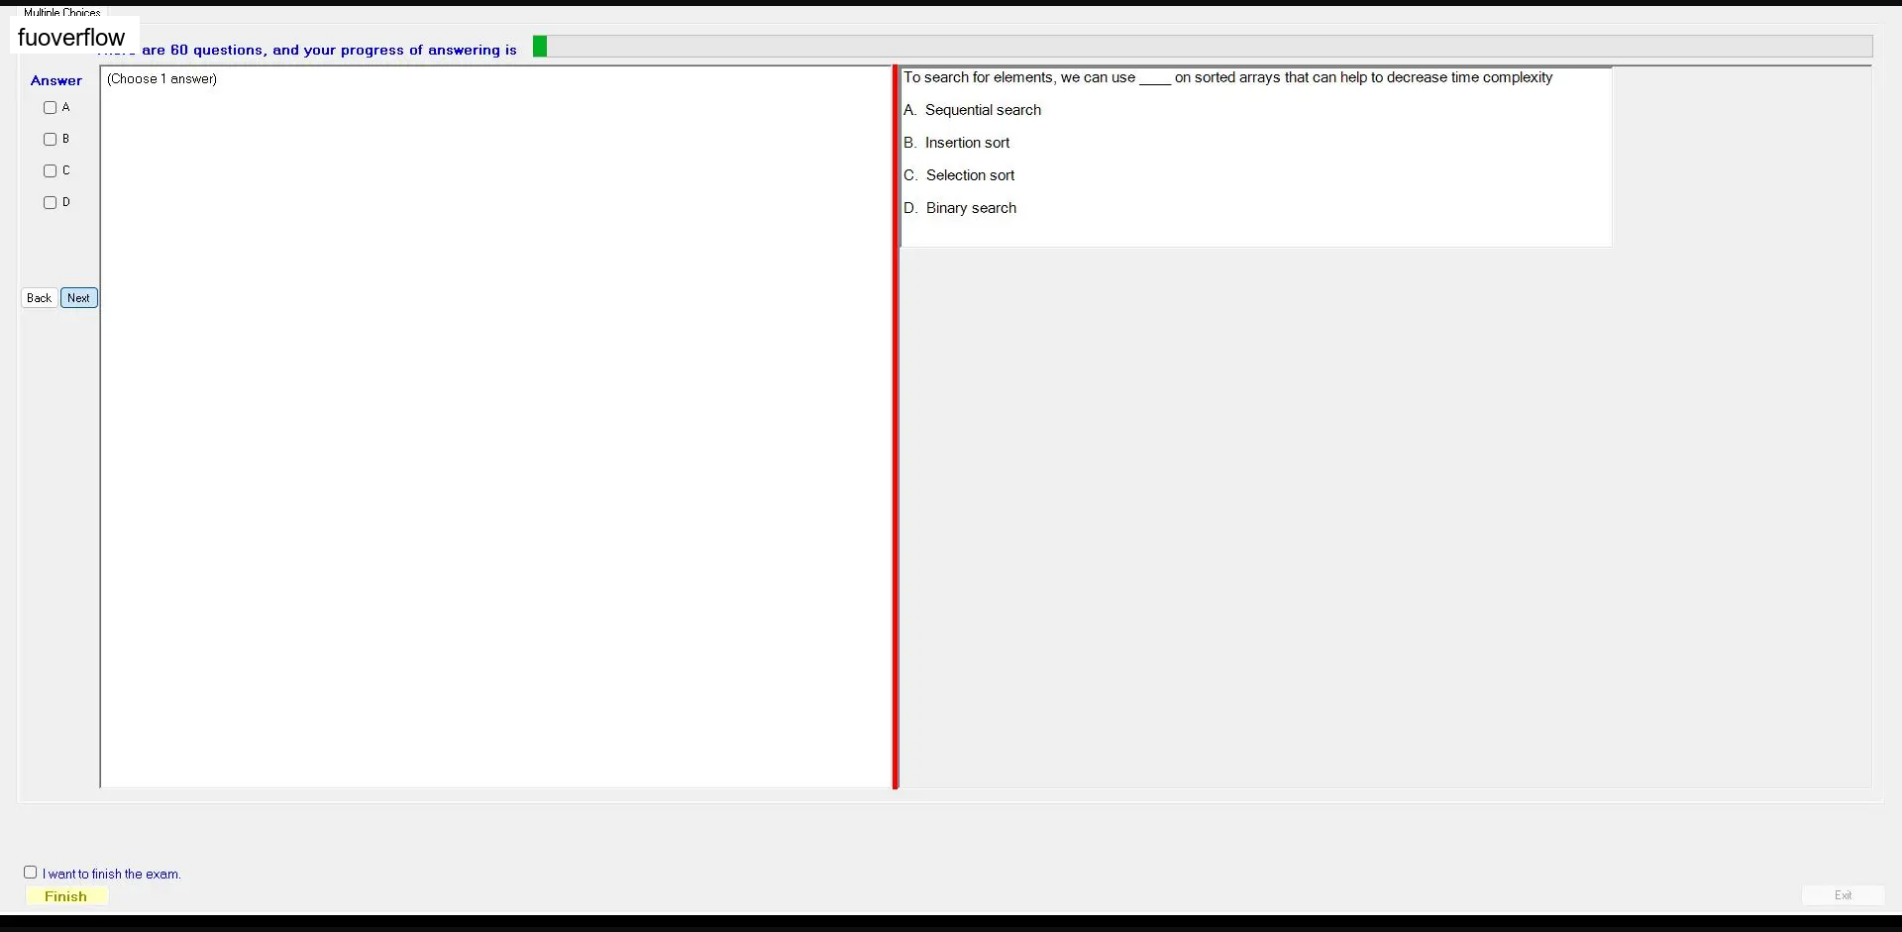 Multiple Choices
fuoverflow
are 60 questions, and your progress of answering is
Answer
(Choose 1 answer)
A
B
C
D
Back Next
To search for elements, we can use ____ on sorted arrays that can help to decrease time complexity
A. Sequential search
B. Insertion sort
C. Selection sort
D. Binary search
I want to finish the exam.
Finish
Exit